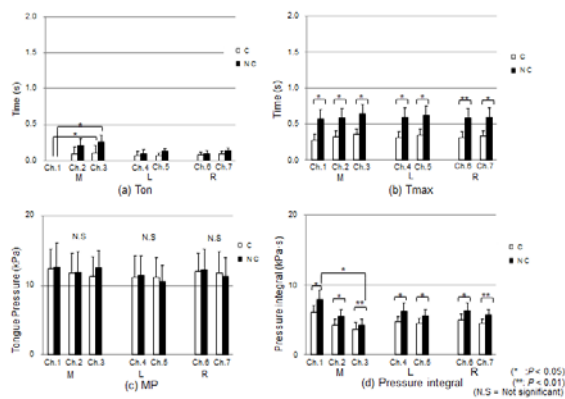 2.0
1.5
1.0
0.5
0.0
Time (s)
C
NC
*
*
Ch.1 Ch.2 Ch.3 Ch.4 Ch.5 Ch.6 Ch.7
M L R
(a) Ton
2.0
1.5
1.0
0.5
0.0
Time (s)
C
NC
* * * * * ** *
Ch.1 Ch.2 Ch.3 Ch.4 Ch.5 Ch.6 Ch.7
M L R
(b) Tmax
20
10
0
Tongue Pressure (kPa)
N.S N.S N.S
C
NC
Ch.1 Ch.2 Ch.3 Ch.4 Ch.5 Ch.6 Ch.7
M L R
(c) MP
20
10
0
Pressure integral (kPa·s)
C
NC
*
* * ** * * * **
Ch.1 Ch.2 Ch.3 Ch.4 Ch.5 Ch.6 Ch.7
M L R
(d) Pressure integral
(* :P < 0.05)
(**: P < 0.01)
(N.S = Not significant)